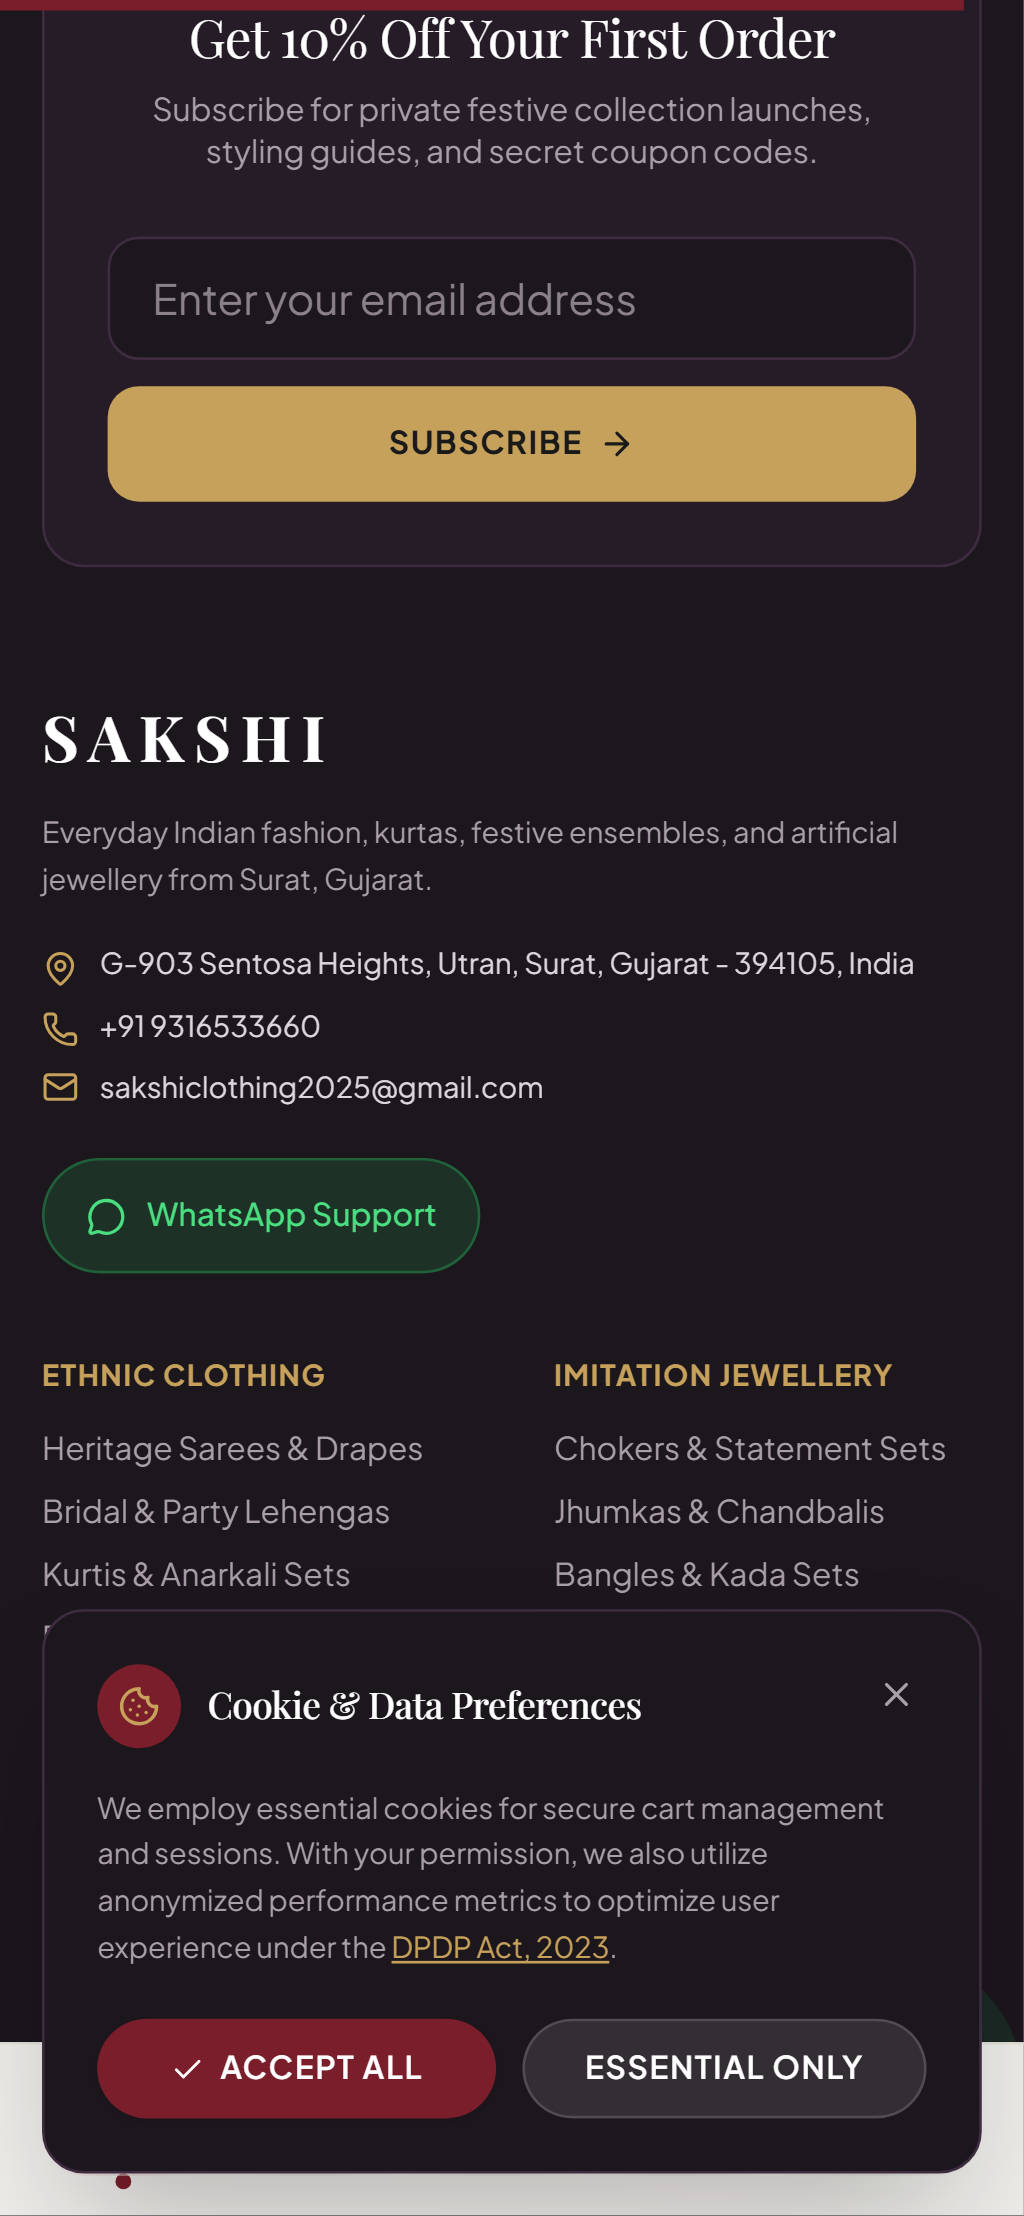 Get 10% Off Your First Order
Subscribe for private festive collection launches,
styling guides, and secret coupon codes.
Enter your email address
SUBSCRIBE →
SAKSHI
Everyday Indian fashion, kurtas, festive ensembles, and artificial
jewellery from Surat, Gujarat.
G-903 Sentosa Heights, Utran, Surat, Gujarat - 394105, India
+91 9316533660
sakshiclothing2025@gmail.com
WhatsApp Support
ETHNIC CLOTHING
Heritage Sarees & Drapes
Bridal & Party Lehengas
Kurtis & Anarkali Sets
IMITATION JEWELLERY
Chokers & Statement Sets
Jhumkas & Chandbalis
Bangles & Kada Sets
Cookie & Data Preferences
We employ essential cookies for secure cart management
and sessions. With your permission, we also utilize
anonymized performance metrics to optimize user
experience under the DPDP Act, 2023.
ACCEPT ALL
ESSENTIAL ONLY